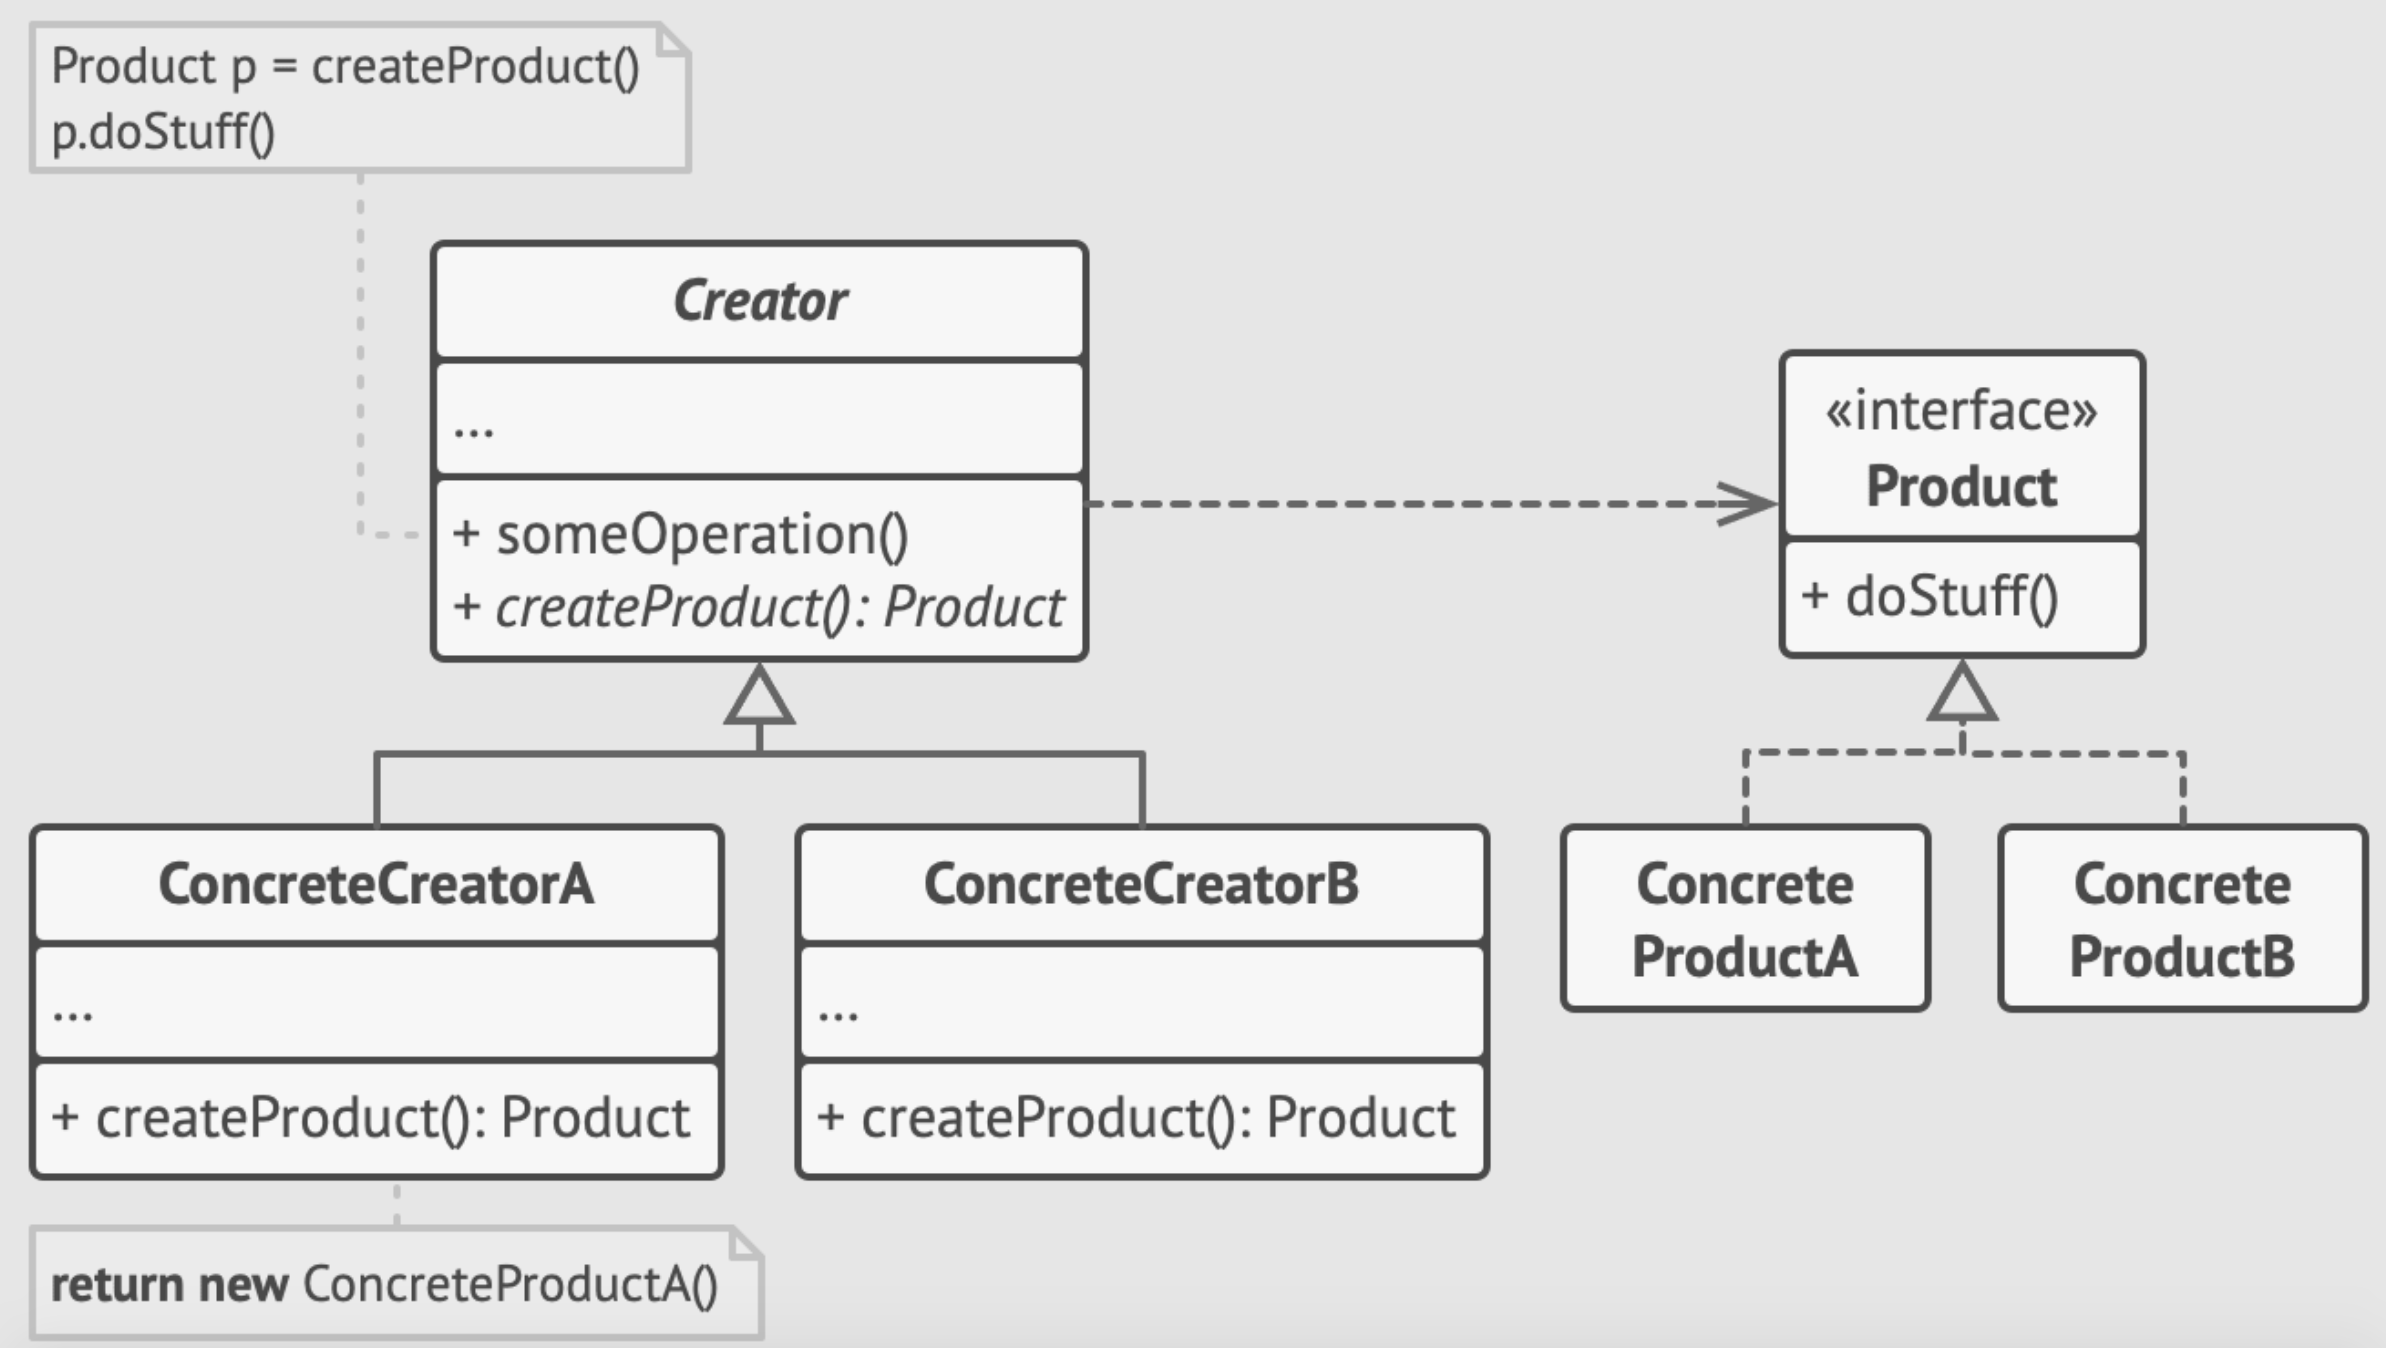 Product p = createProduct()
p.doStuff()
Creator
...
+ someOperation()
+ createProduct(): Product
«interface»
Product
+ doStuff()
ConcreteCreatorA
...
+ createProduct(): Product
ConcreteCreatorB
...
+ createProduct(): Product
Concrete
ProductA
Concrete
ProductB
return new ConcreteProductA()